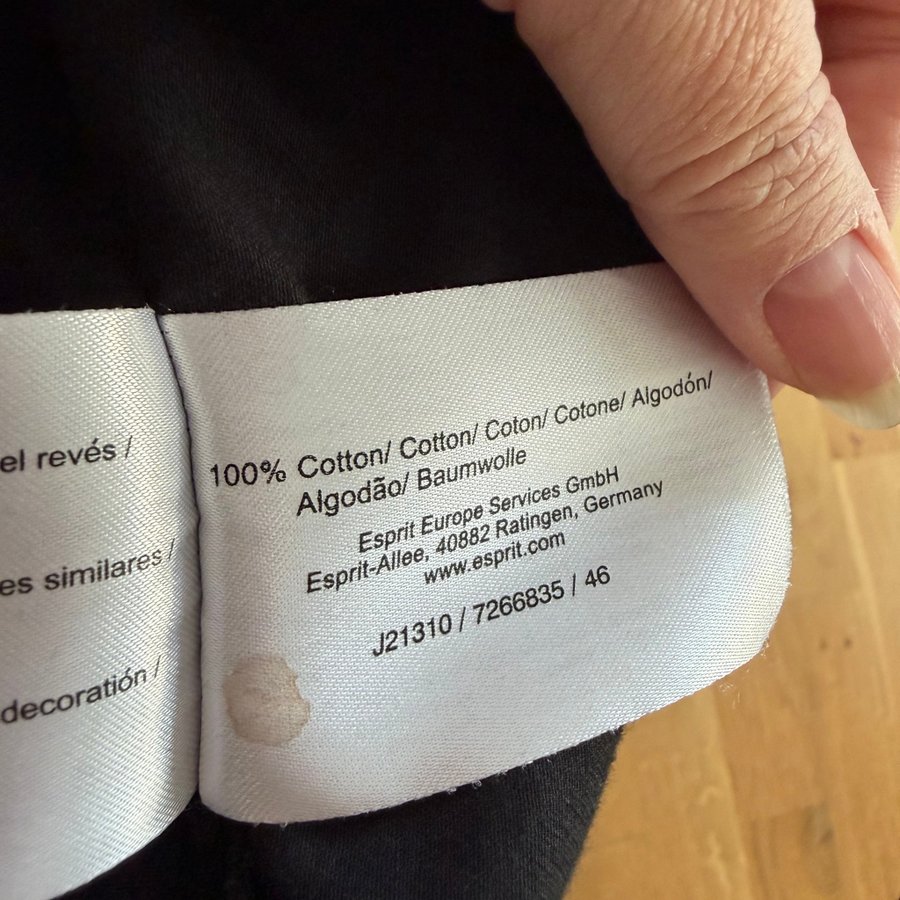 el revés /
es similares /
decoratión /
100% Cotton/ Cotton/ Coton/ Cotone/ Algodón/
Algodão/ Baumwolle
Esprit Europe Services GmbH
Esprit-Allee, 40882 Ratingen, Germany
www.esprit.com
J21310 / 7266835 / 46